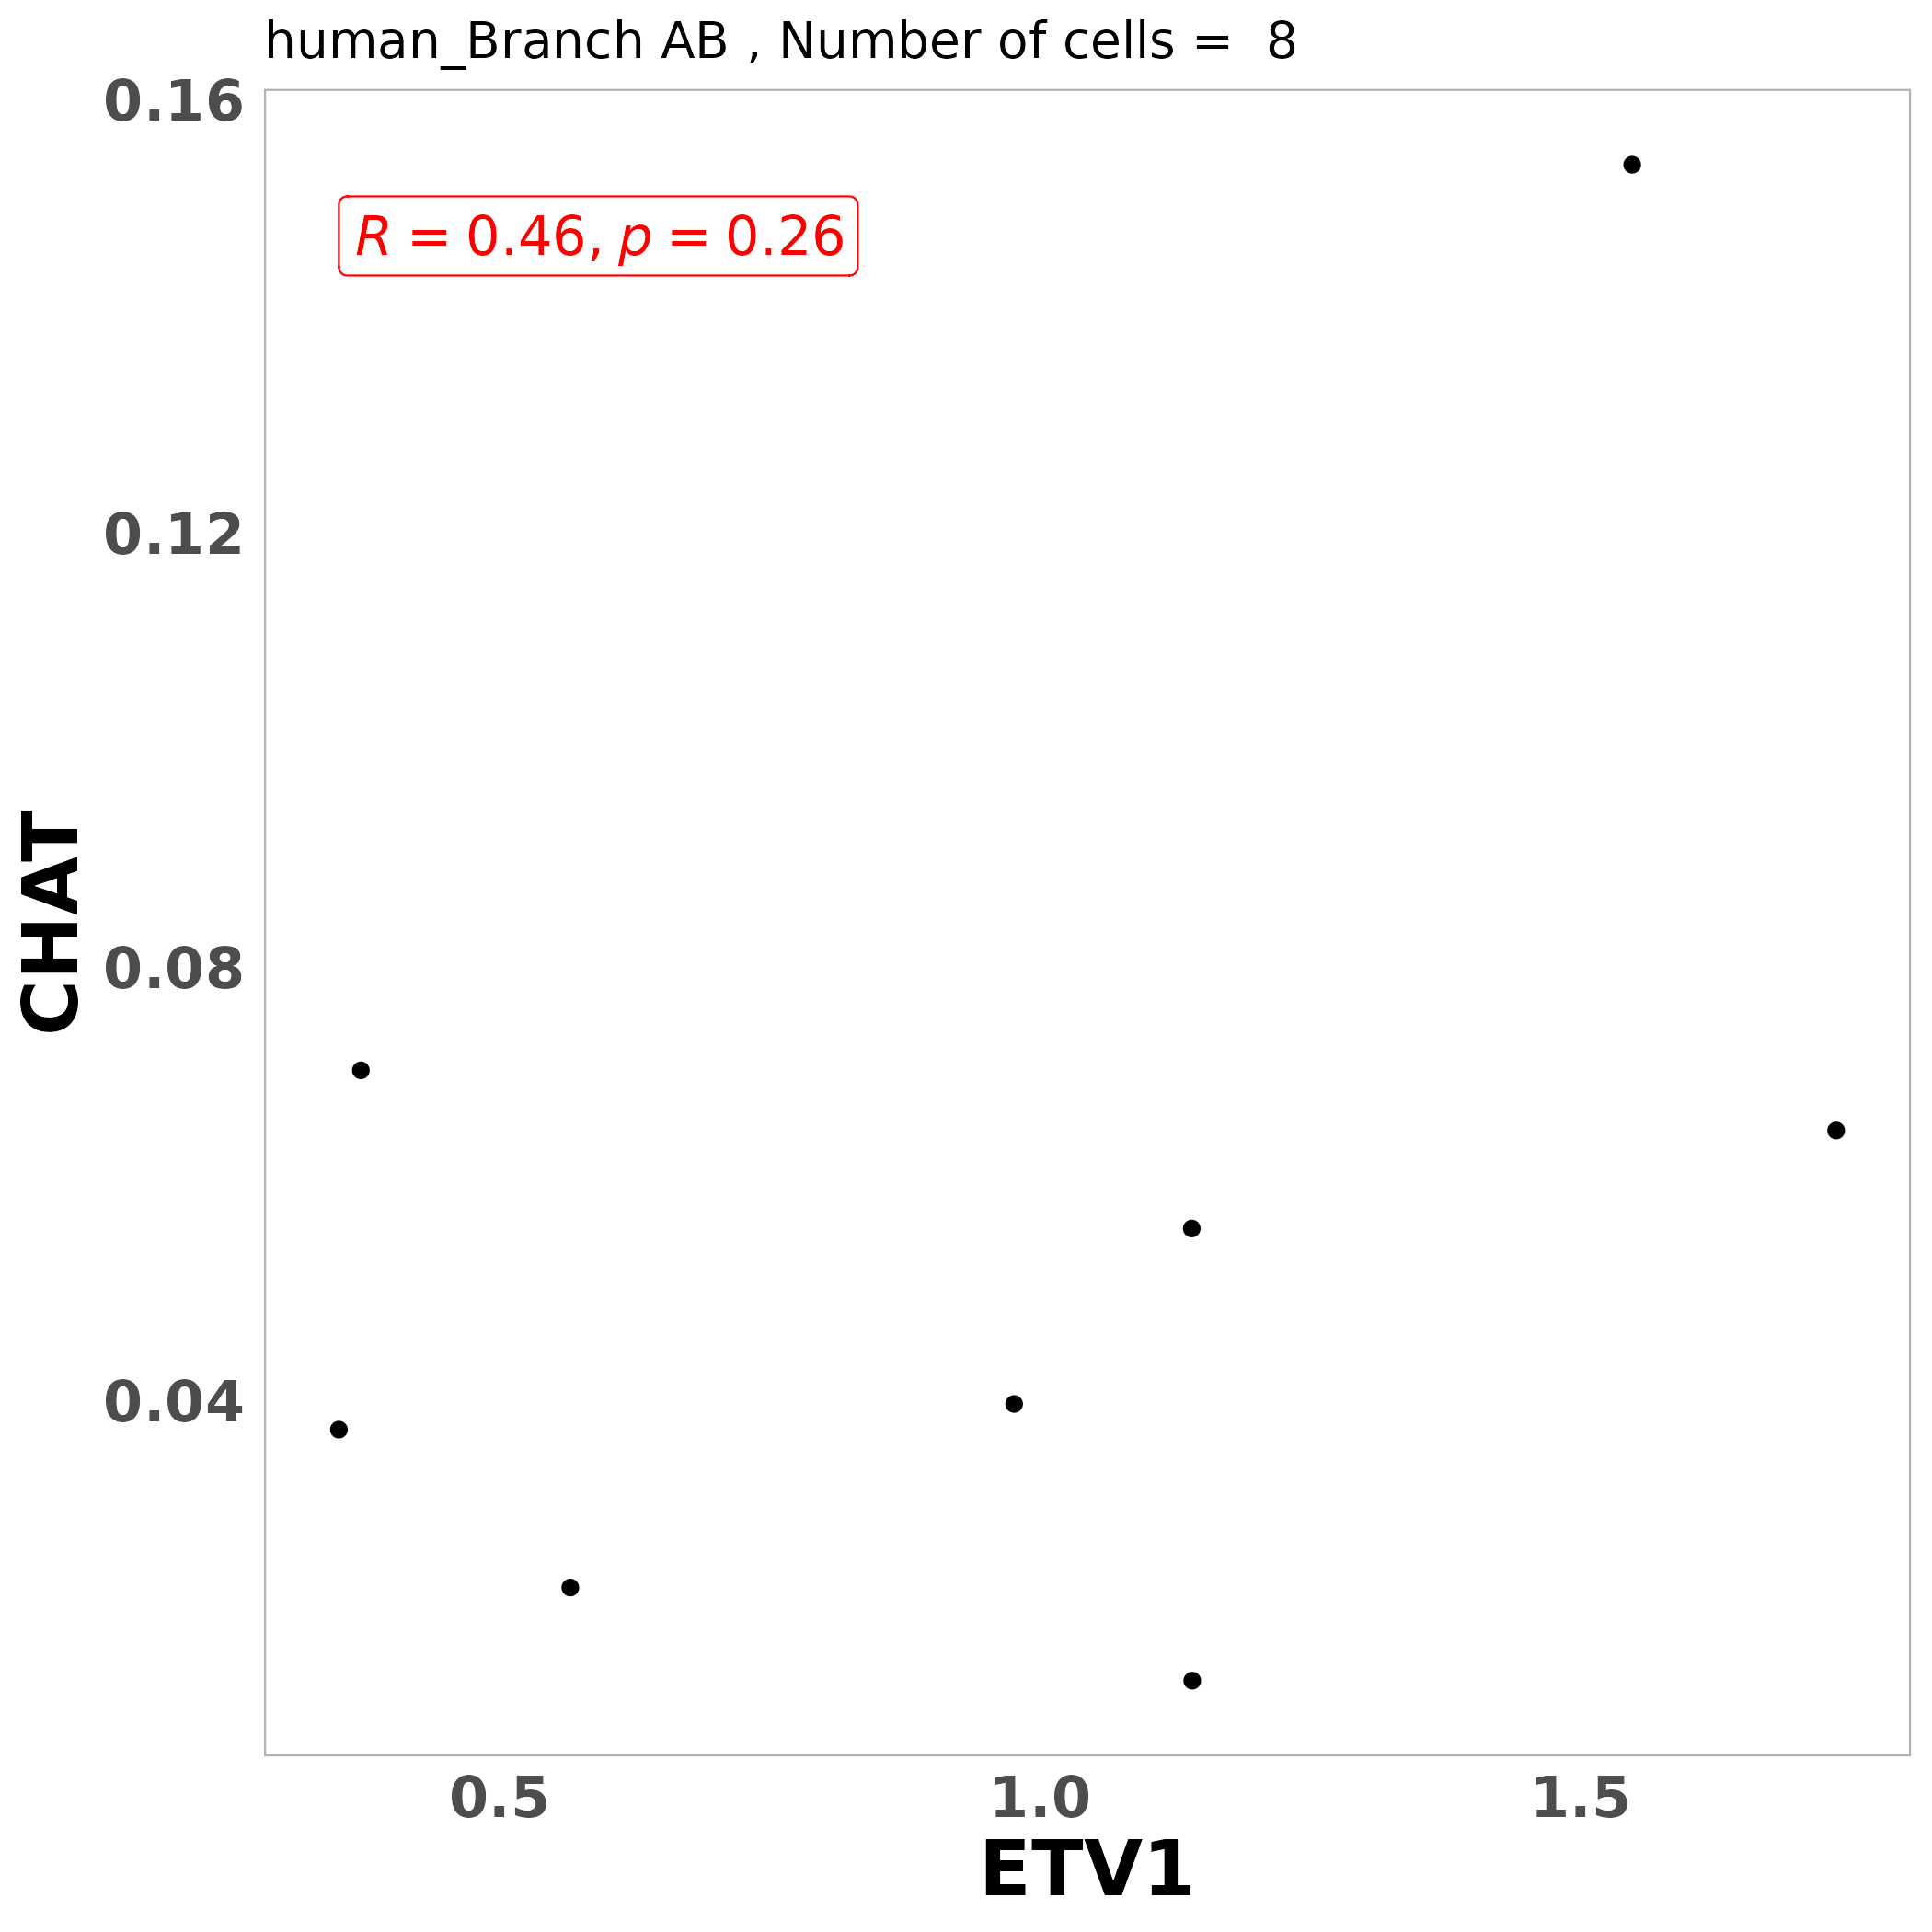 human_Branch AB , Number of cells =  8
0.16
R = 0.46, p = 0.26
0.12
CHAT
0.08
0.04
0.5 1.0 1.5
ETV1